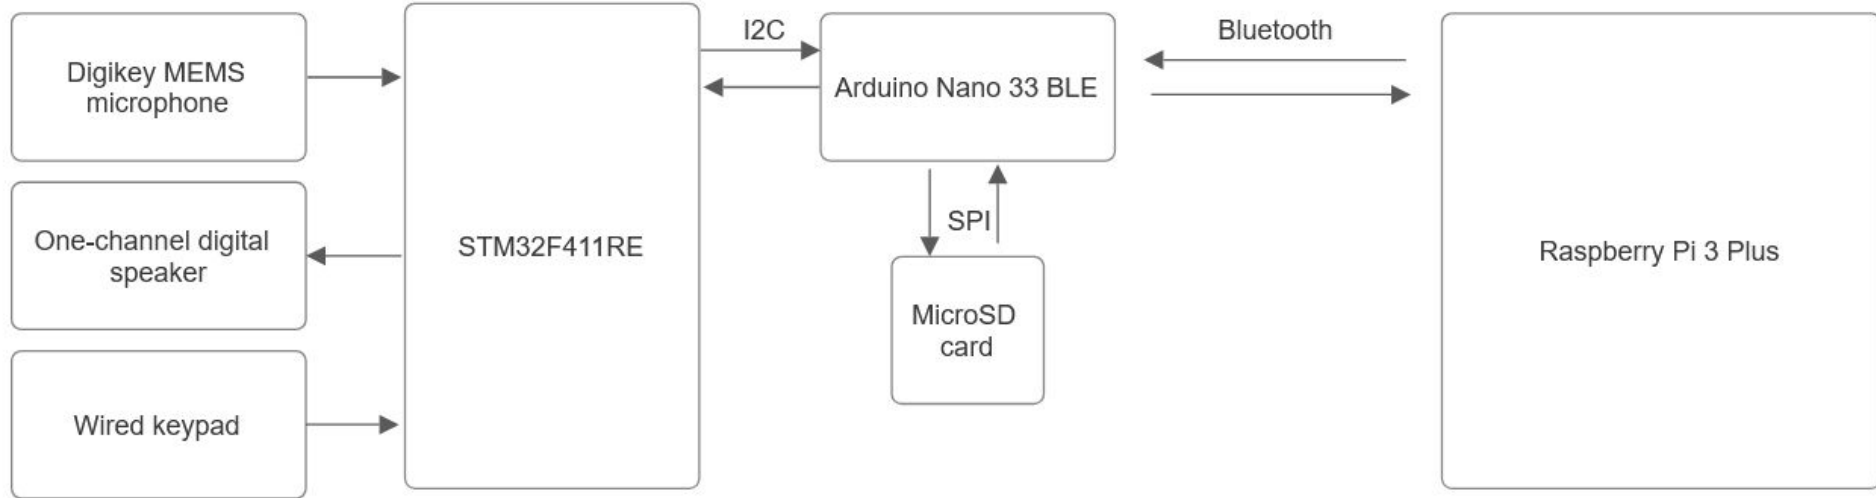 Digikey MEMS
microphone
One-channel digital
speaker
Wired keypad
STM32F411RE
I2C
Arduino Nano 33 BLE
SPI
MicroSD
card
Bluetooth
Raspberry Pi 3 Plus